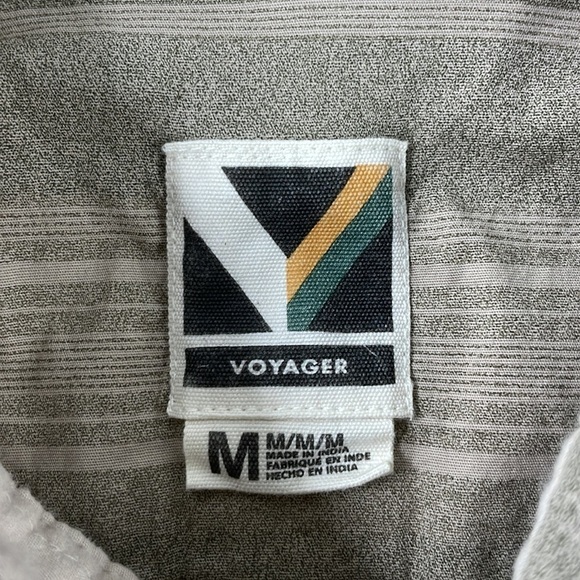 VOYAGER
M
M/M/M
MADE IN INDIA
FABRIQUÉ EN INDE
HECHO EN INDIA